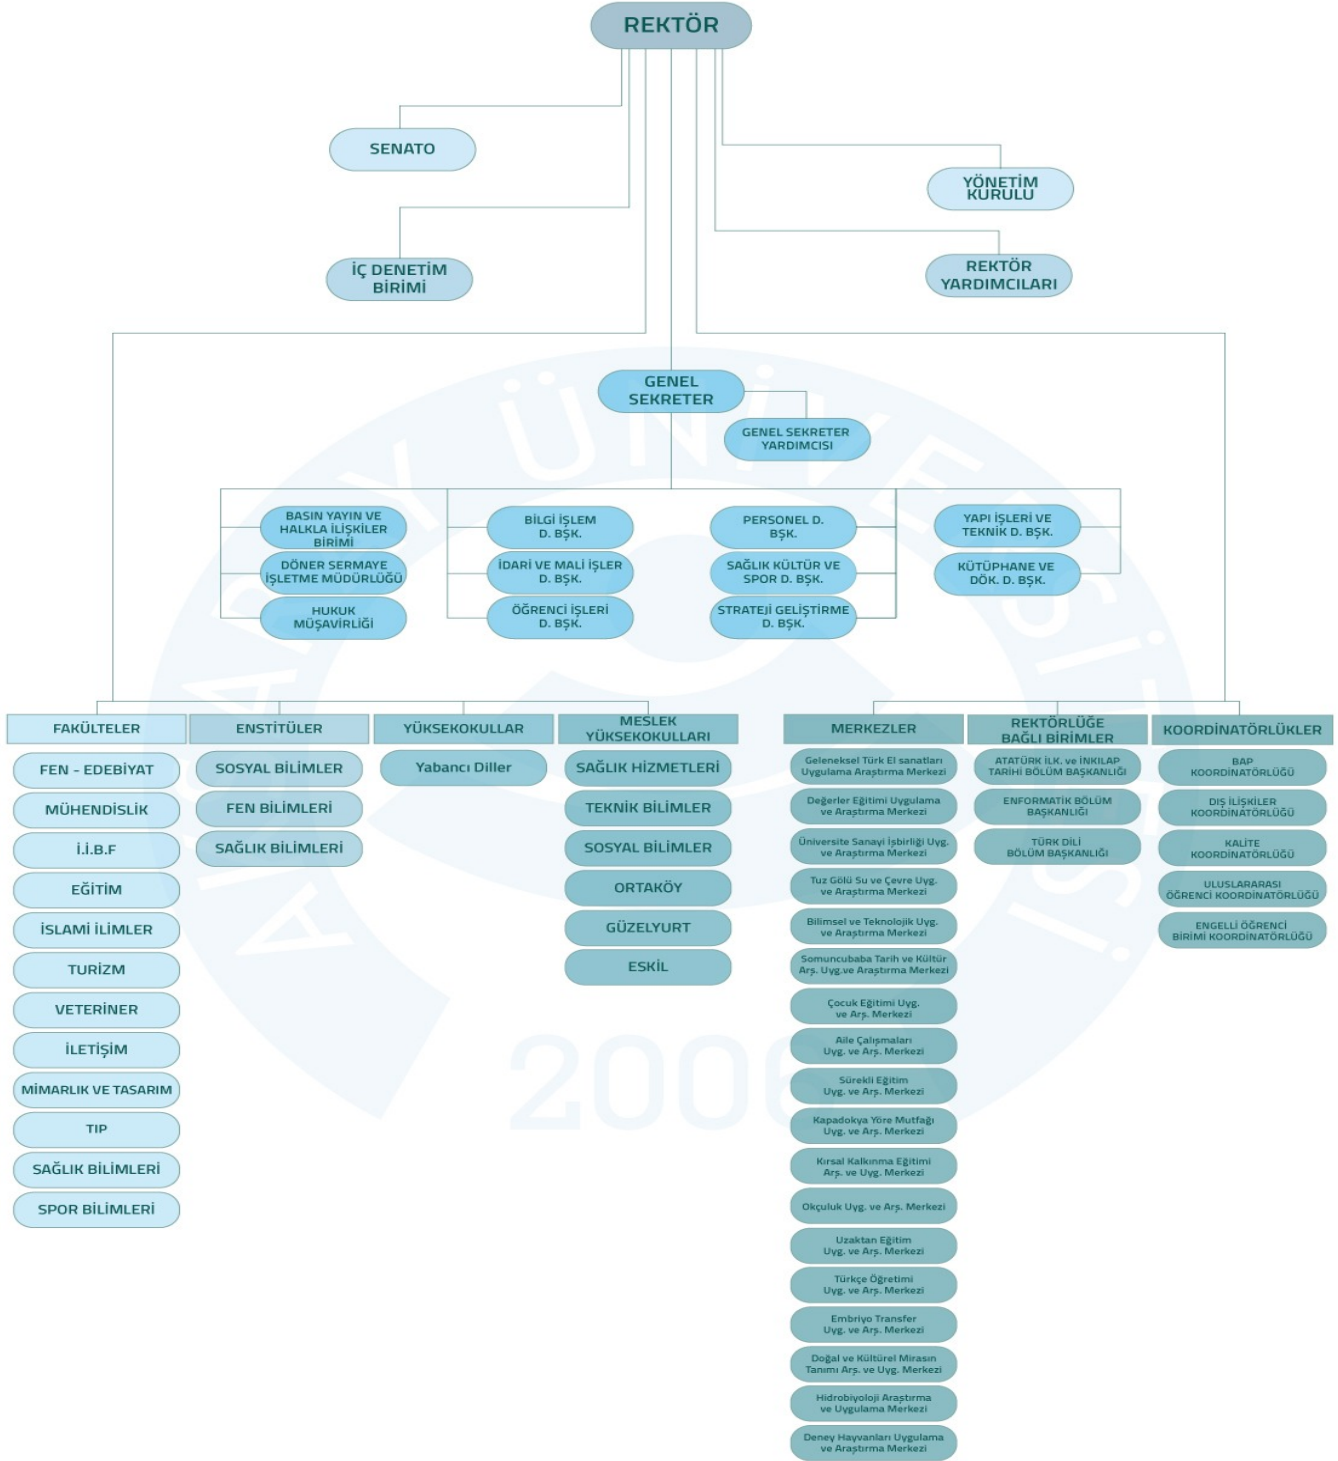 REKTÖR
SENATO
YÖNETİM
KURULU
İÇ DENETİM
BİRİMİ
REKTÖR
YARDIMCILARI
GENEL
SEKRETER
GENEL SEKRETER
YARDIMCISI
BASIN YAYIN VE
HALKLA İLİŞKİLER
BİRİMİ
DÖNER SERMAYE
İŞLETME MÜDÜRLÜĞÜ
HUKUK
MÜŞAVİRLİĞİ
BİLGİ İŞLEM
D. BŞK.
İDARİ VE MALİ İŞLER
D. BŞK.
ÖĞRENCİ İŞLERİ
D. BŞK.
PERSONEL D.
BŞK.
SAĞLIK KÜLTÜR VE
SPOR D. BŞK.
STRATEJİ GELİŞTİRME
D. BŞK.
YAPI İŞLERİ VE
TEKNİK D. BŞK.
KÜTÜPHANE VE
DÖK. D. BŞK.
FAKÜLTELER
FEN - EDEBİYAT
MÜHENDİSLİK
İ.İ.B.F
EĞİTİM
İSLAMİ İLİMLER
TURİZM
VETERİNER
İLETİŞİM
MİMARLIK VE TASARIM
TIP
SAĞLIK BİLİMLERİ
SPOR BİLİMLERİ
ENSTİTÜLER
SOSYAL BİLİMLER
FEN BİLİMLERİ
SAĞLIK BİLİMLERİ
YÜKSEKOKULLAR
Yabancı Diller
MESLEK
YÜKSEKOKULLARI
SAĞLIK HİZMETLERİ
TEKNİK BİLİMLER
SOSYAL BİLİMLER
ORTAKÖY
GÜZELYURT
ESKİL
MERKEZLER
Geleneksel Türk El sanatları
Uygulama Araştırma Merkezi
Değerler Eğitimi Uygulama
ve Araştırma Merkezi
Üniversite Sanayi İşbirliği Uyg.
ve Araştırma Merkezi
Tuz Gölü Su ve Çevre Uyg.
ve Araştırma Merkezi
Bilimsel ve Teknolojik Uyg.
ve Araştırma Merkezi
Somuncubaba Tarih ve Kültür
Arş. Uyg.ve Araştırma Merkezi
Çocuk Eğitimi Uyg.
ve Arş. Merkezi
Aile Çalışmaları
Uyg. ve Arş. Merkezi
Sürekli Eğitim
Uyg. ve Arş. Merkezi
Kapadokya Yöre Mutfağı
Uyg. ve Arş. Merkezi
Kırsal Kalkınma Eğitimi
Arş. ve Uyg. Merkezi
Okçuluk Uyg. ve Arş. Merkezi
Uzaktan Eğitim
Uyg. ve Arş. Merkezi
Türkçe Öğretimi
Uyg. ve Arş. Merkezi
Embriyo Transfer
Uyg. ve Arş. Merkezi
Doğal ve Kültürel Mirasın
Tanımı Arş. ve Uyg. Merkezi
Hidrobiyoloji Araştırma
ve Uygulama Merkezi
Deney Hayvanları Uygulama
ve Araştırma Merkezi
REKTÖRLÜĞE
BAĞLI BİRİMLER
ATATÜRK İLK. ve İNKILAP
TARİHİ BÖLÜM BAŞKANLIĞI
ENFORMATİK BÖLÜM
BAŞKANLIĞI
TÜRK DİLİ
BÖLÜM BAŞKANLIĞI
KOORDİNATÖRLÜKLER
BAP
KOORDİNATÖRLÜĞÜ
DIŞ İLİŞKİLER
KOORDİNATÖRLÜĞÜ
KALİTE
KOORDİNATÖRLÜĞÜ
ULUSLARARASI
ÖĞRENCİ KOORDİNATÖRLÜĞÜ
ENGELLİ ÖĞRENCİ
BİRİMİ KOORDİNATÖRLÜĞÜ
AKSARAY ÜNİVERSİTESİ
2006